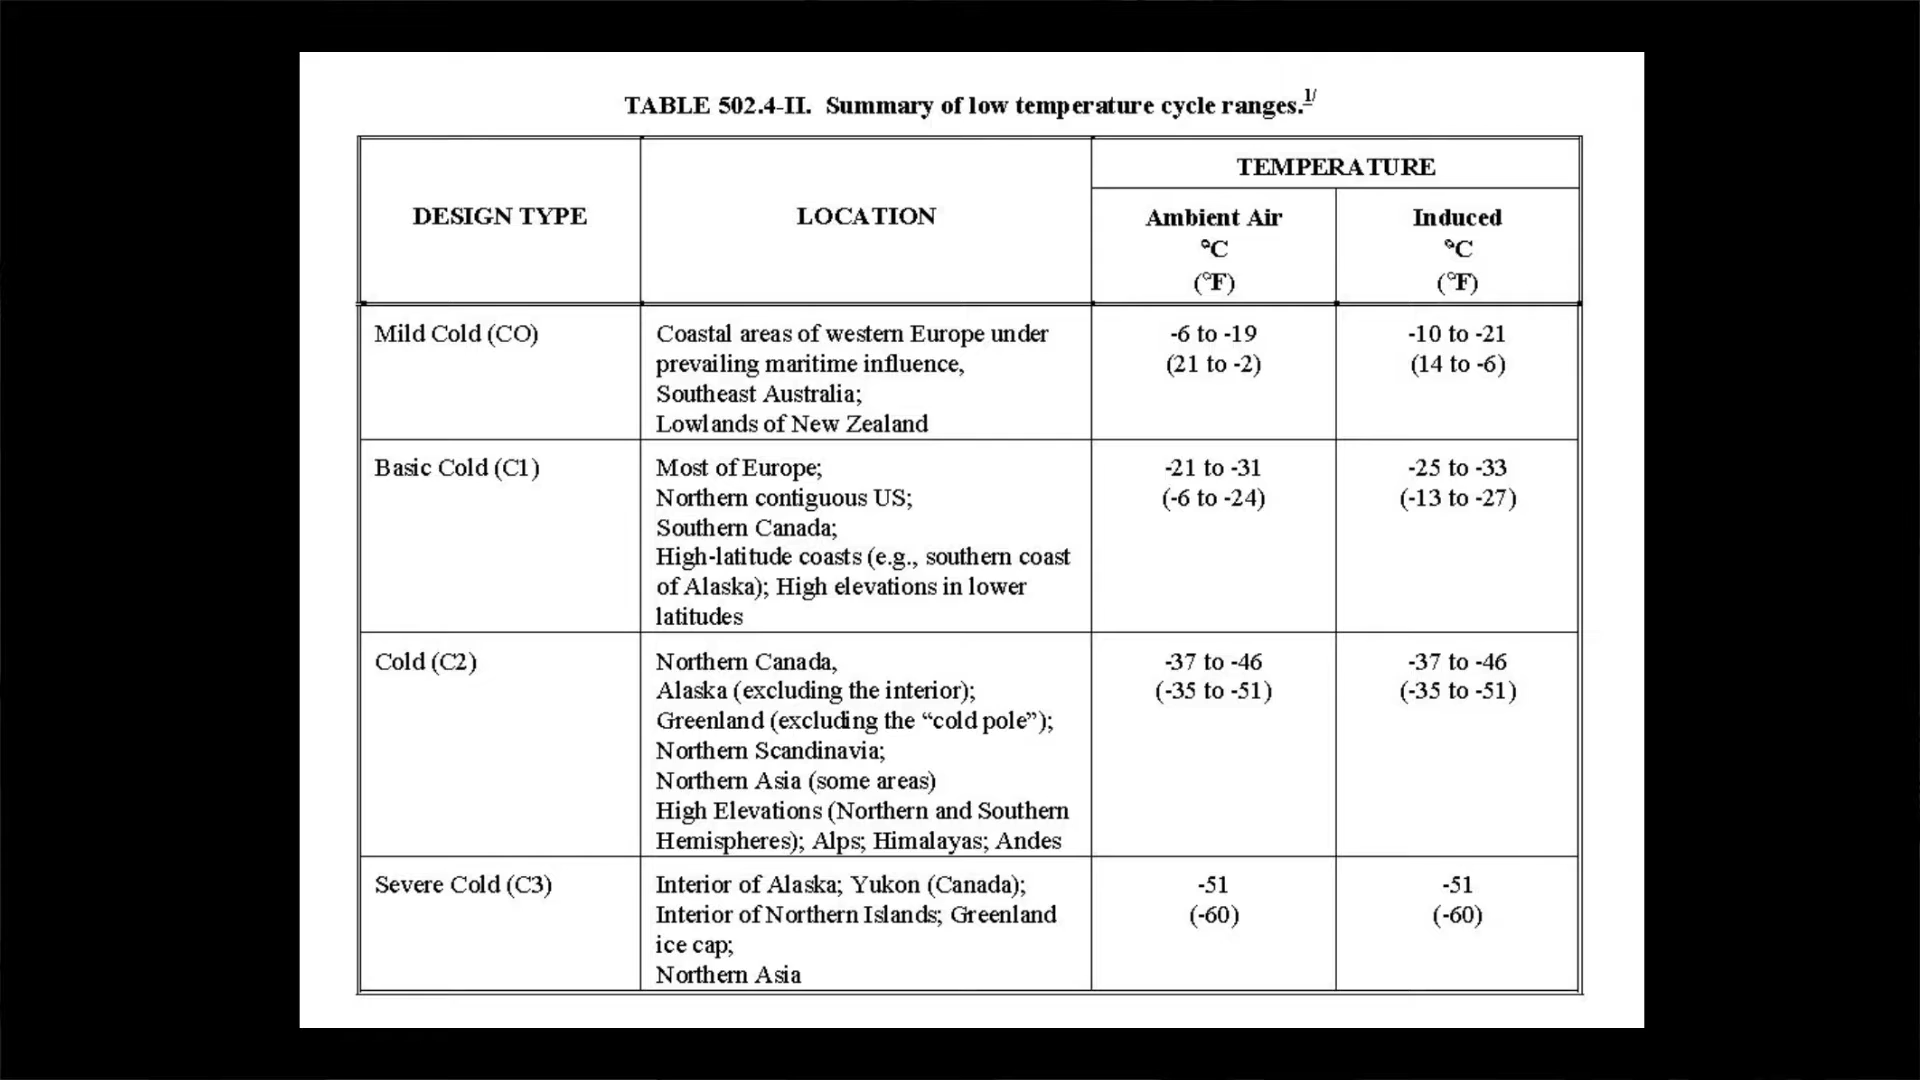 TABLE 502.4-II. Summary of low temperature cycle ranges.1/
DESIGN TYPE
LOCATION
TEMPERATURE
Ambient Air
°C
(°F)
Induced
°C
(°F)
Mild Cold (CO)
Coastal areas of western Europe under
prevailing maritime influence,
Southeast Australia;
Lowlands of New Zealand
-6 to -19
(21 to -2)
-10 to -21
(14 to -6)
Basic Cold (C1)
Most of Europe;
Northern contiguous US;
Southern Canada;
High-latitude coasts (e.g., southern coast
of Alaska); High elevations in lower
latitudes
-21 to -31
(-6 to -24)
-25 to -33
(-13 to -27)
Cold (C2)
Northern Canada,
Alaska (excluding the interior);
Greenland (excluding the “cold pole”);
Northern Scandinavia;
Northern Asia (some areas)
High Elevations (Northern and Southern
Hemispheres); Alps; Himalayas; Andes
-37 to -46
(-35 to -51)
-37 to -46
(-35 to -51)
Severe Cold (C3)
Interior of Alaska; Yukon (Canada);
Interior of Northern Islands; Greenland
ice cap;
Northern Asia
-51
(-60)
-51
(-60)